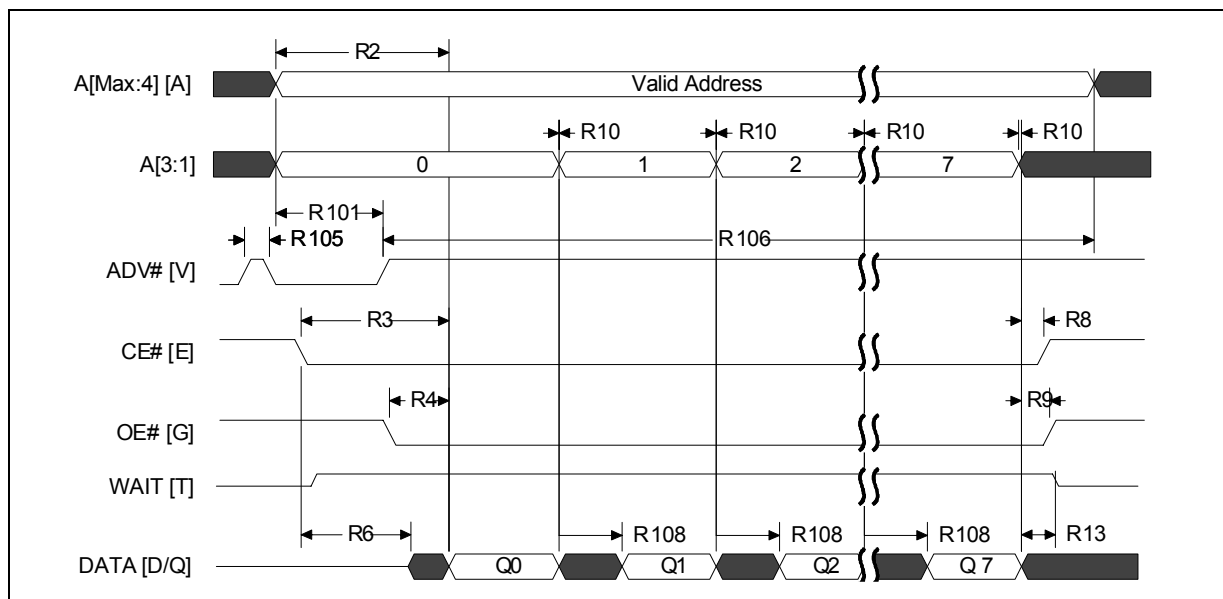 R2
A[Max:4] [A] Valid Address
R10 R10 R10 R10
A[3:1] 0 1 2 7
R101
R105 R106
ADV# [V]
R3 R8
CE# [E]
R4 R9
OE# [G]
WAIT [T]
R6 R108 R108 R108 R13
DATA [D/Q] Q0 Q1 Q2 Q7